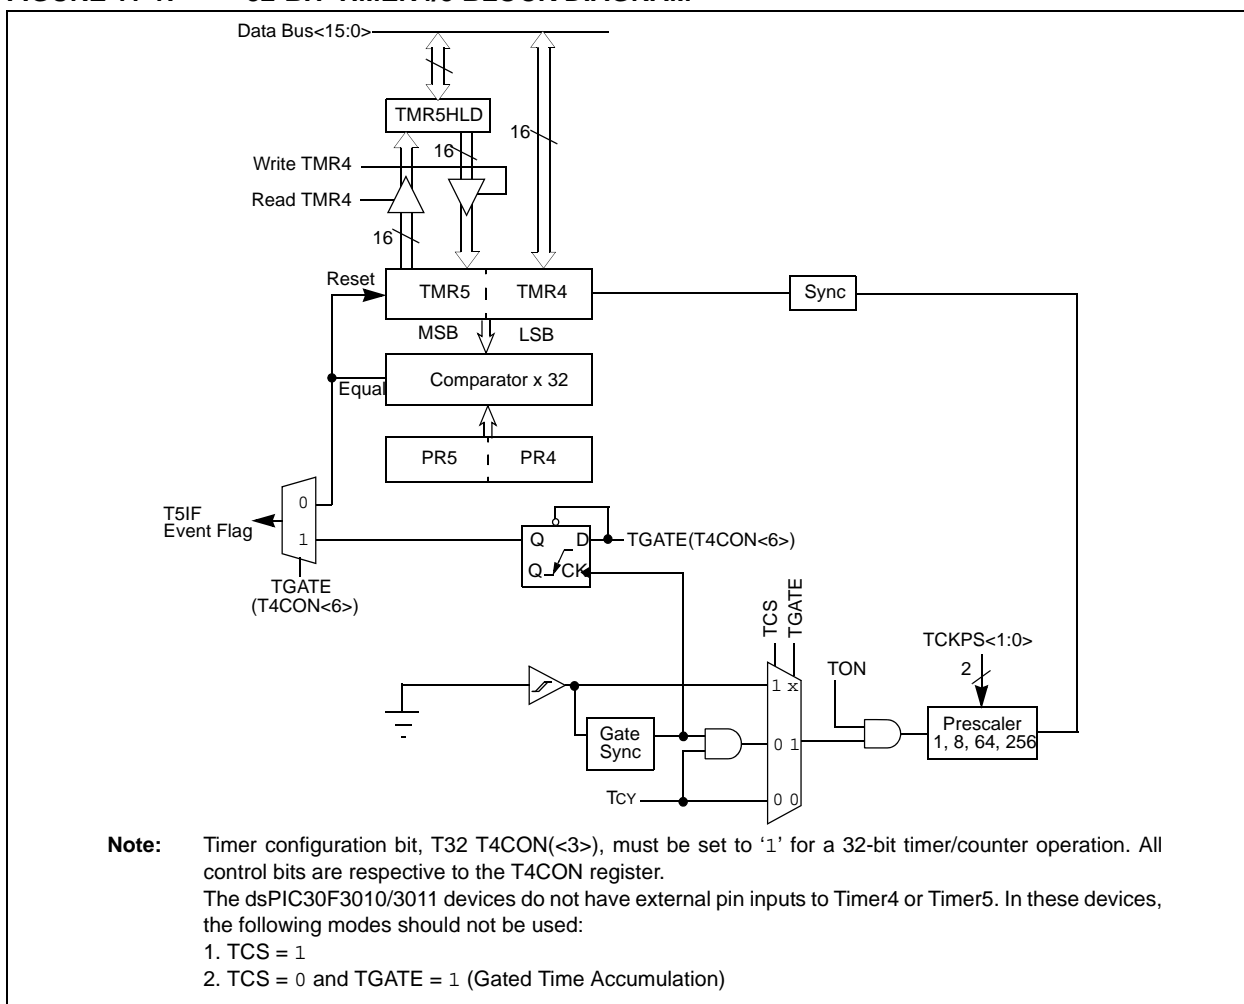 Data Bus<15:0>
TMR5HLD
16
16
Write TMR4
Read TMR4
16
Reset
TMR5
TMR4
Sync
MSB
LSB
Equal
Comparator x 32
PR5
PR4
0
1
T5IF
Event Flag
TGATE
(T4CON<6>)
Q
D
TGATE(T4CON<6>)
Q
CK
TCS
TGATE
TCKPS<1:0>
2
TON
1 x
Prescaler
1, 8, 64, 256
Gate
Sync
0 1
TCY
0 0
Note: Timer configuration bit, T32 T4CON(<3>), must be set to ‘1’ for a 32-bit timer/counter operation. All
control bits are respective to the T4CON register.
The dsPIC30F3010/3011 devices do not have external pin inputs to Timer4 or Timer5. In these devices,
the following modes should not be used:
1. TCS = 1
2. TCS = 0 and TGATE = 1 (Gated Time Accumulation)